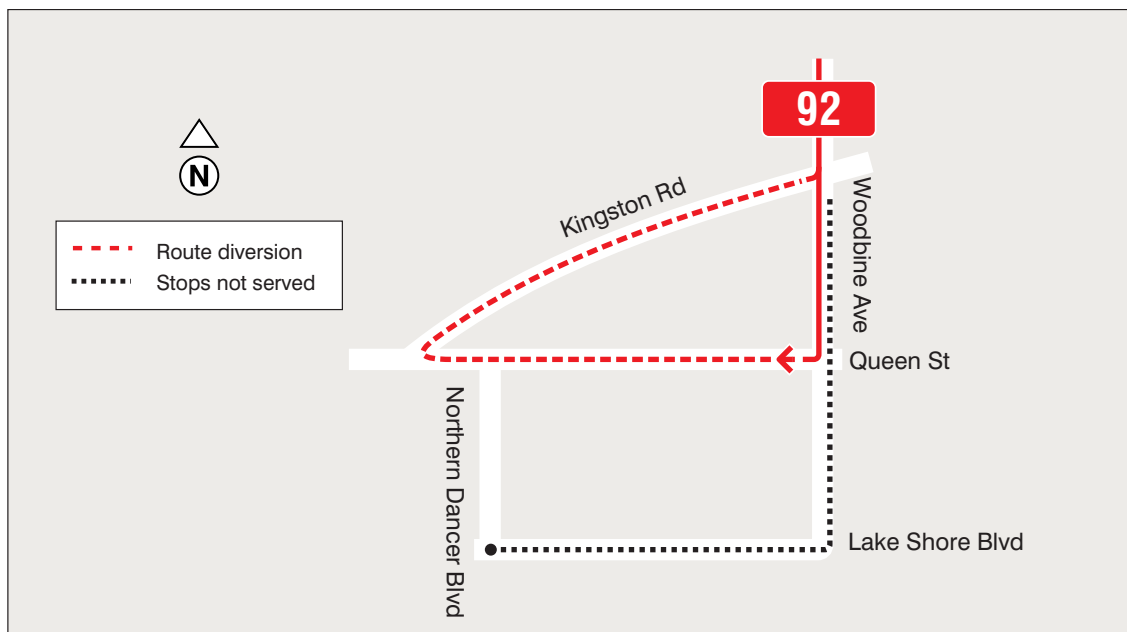 92
N
Kingston Rd
Woodbine Ave
Route diversion
Stops not served
Queen St
Northern Dancer Blvd
Lake Shore Blvd